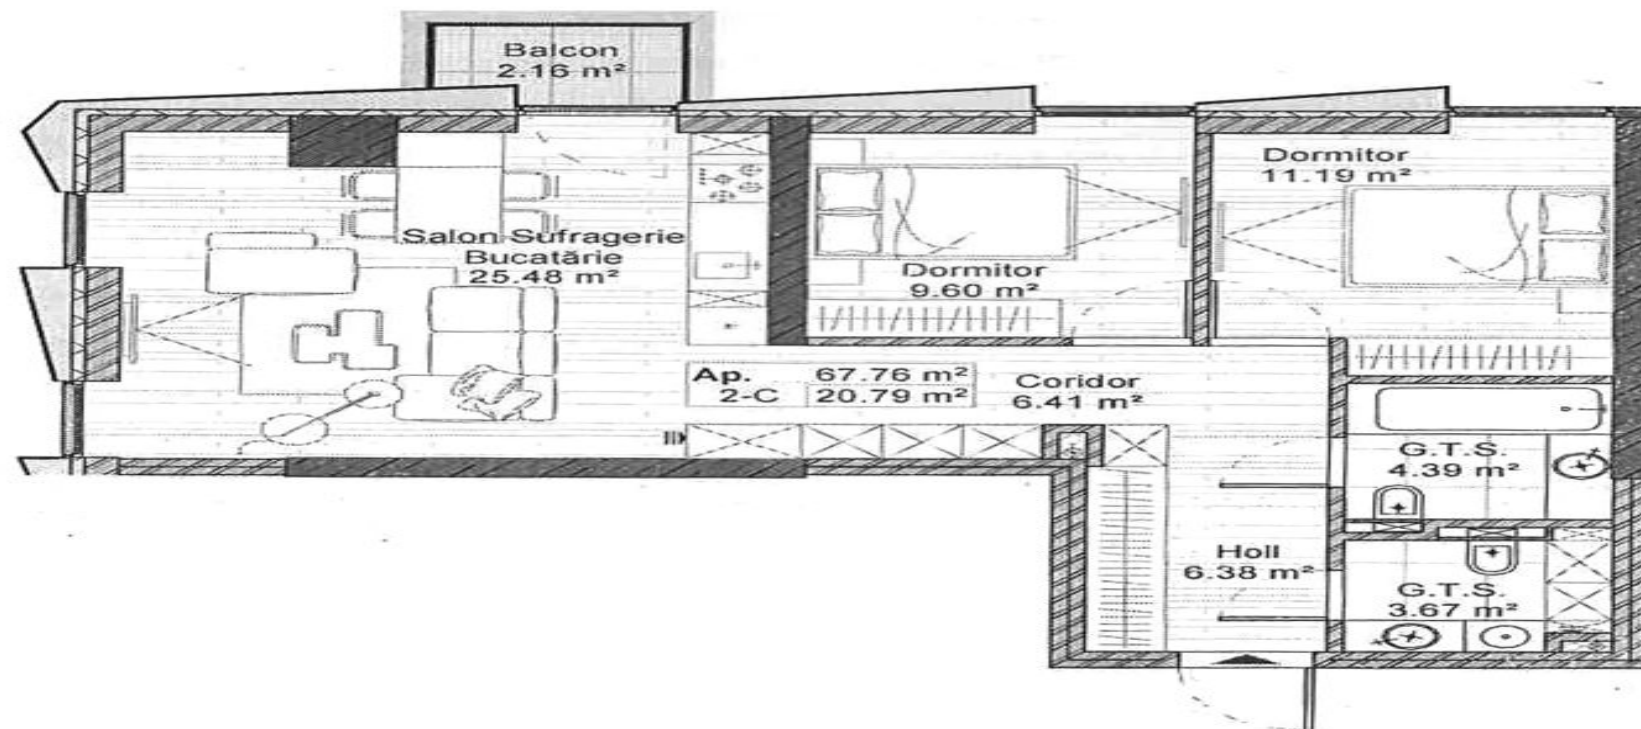 Balcon
2.16 m²
Dormitor
11.19 m²
Salon Sufragerie
Bucatărie
25.48 m²
Dormitor
9.60 m²
Ap. 67.76 m²
2-C 20.79 m²
Coridor
6.41 m²
G.T.S.
4.39 m²
Holl
6.38 m²
G.T.S.
3.67 m²